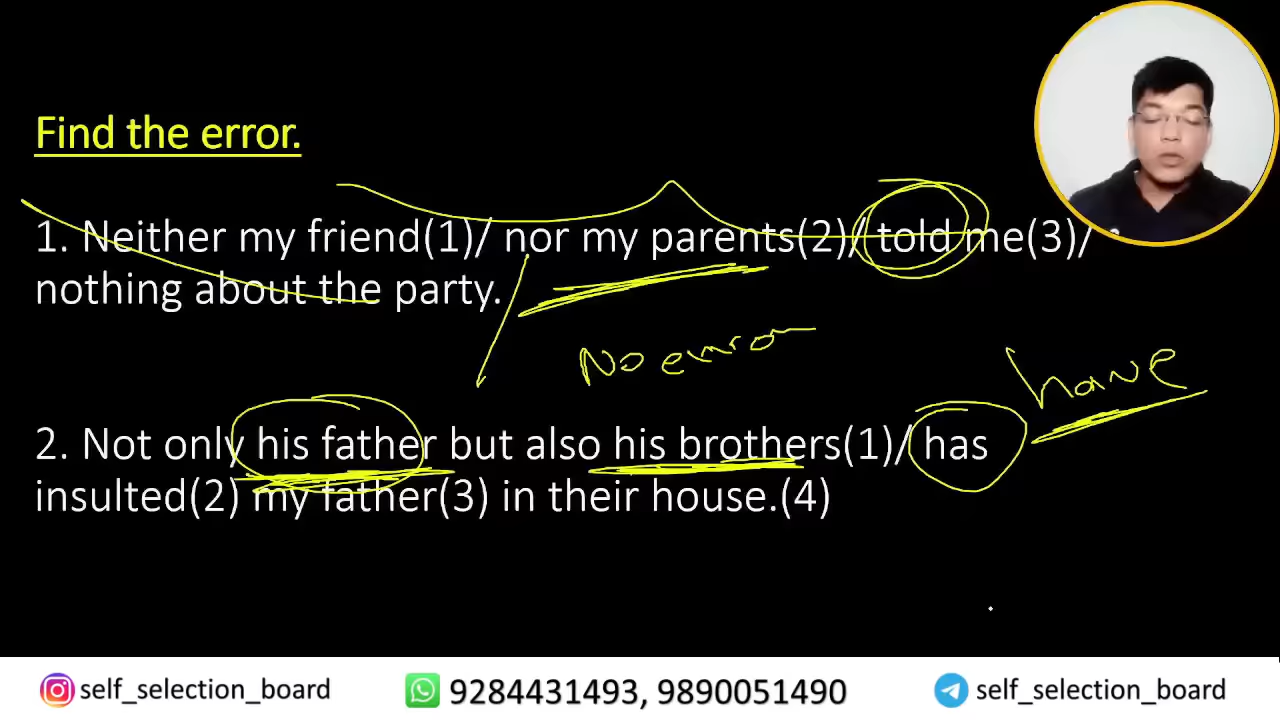 Find the error.
1. Neither my friend(1)/ nor my parents(2)/ told me(3)/
nothing about the party.
No error
have
2. Not only his father but also his brothers(1)/ has
insulted(2) my father(3) in their house.(4)
self_selection_board 9284431493, 9890051490 self_selection_board